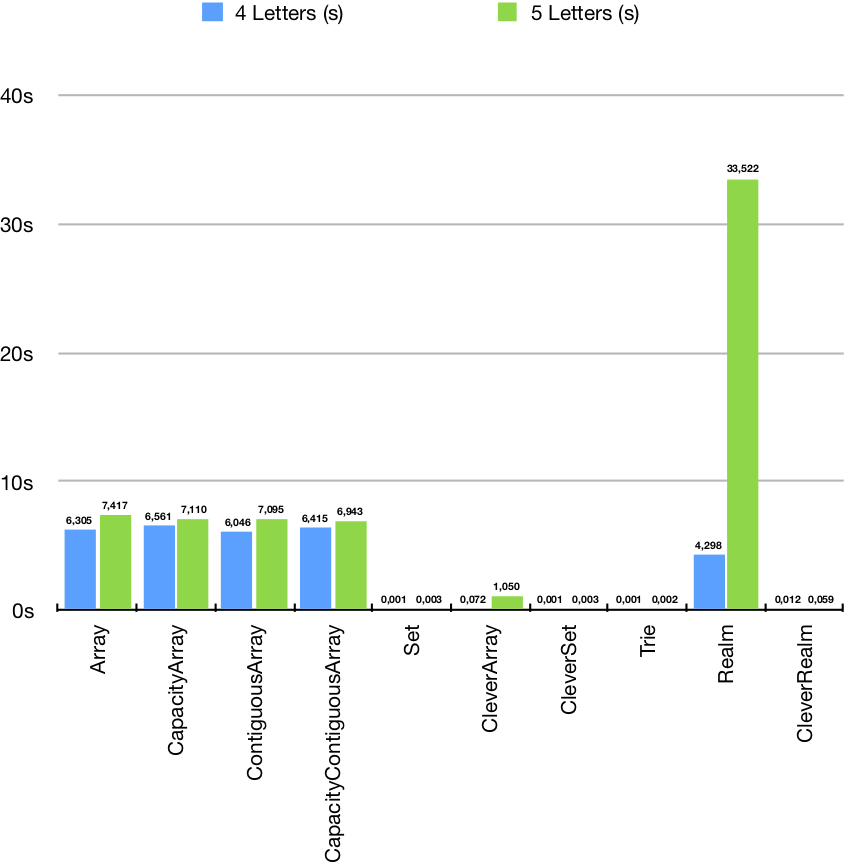 4 Letters (s) 5 Letters (s)
40s
33,522
30s
20s
10s
6,305 7,417 6,561 7,110 6,046 7,095 6,415 6,943 0,001 0,003 0,072 1,050 0,001 0,003 0,001 0,002 4,298 0,012 0,059
0s
Array
CapacityArray
ContiguousArray
CapacityContiguousArray
Set
CleverArray
CleverSet
Trie
Realm
CleverRealm